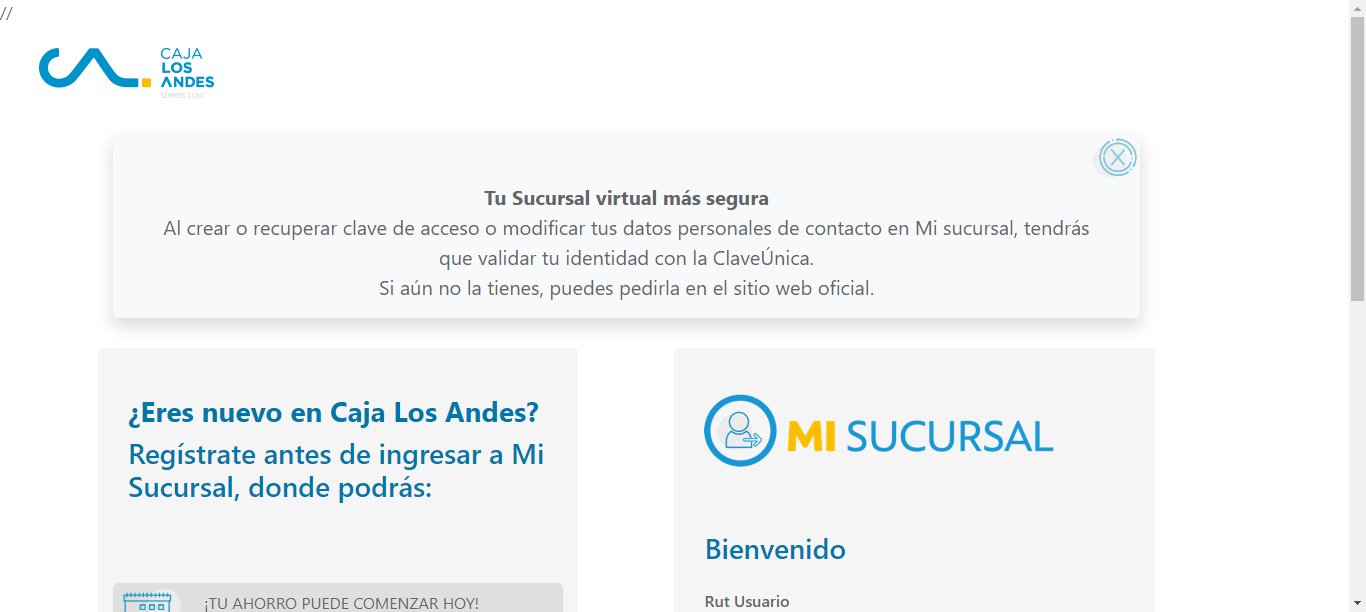 //
CAJA
LOS
ANDES
SOMOS CChC
Tu Sucursal virtual más segura
Al crear o recuperar clave de acceso o modificar tus datos personales de contacto en Mi sucursal, tendrás
que validar tu identidad con la ClaveÚnica.
Si aún no la tienes, puedes pedirla en el sitio web oficial.
¿Eres nuevo en Caja Los Andes?
Regístrate antes de ingresar a Mi
Sucursal, donde podrás:
¡TU AHORRO PUEDE COMENZAR HOY!
MI SUCURSAL
Bienvenido
Rut Usuario